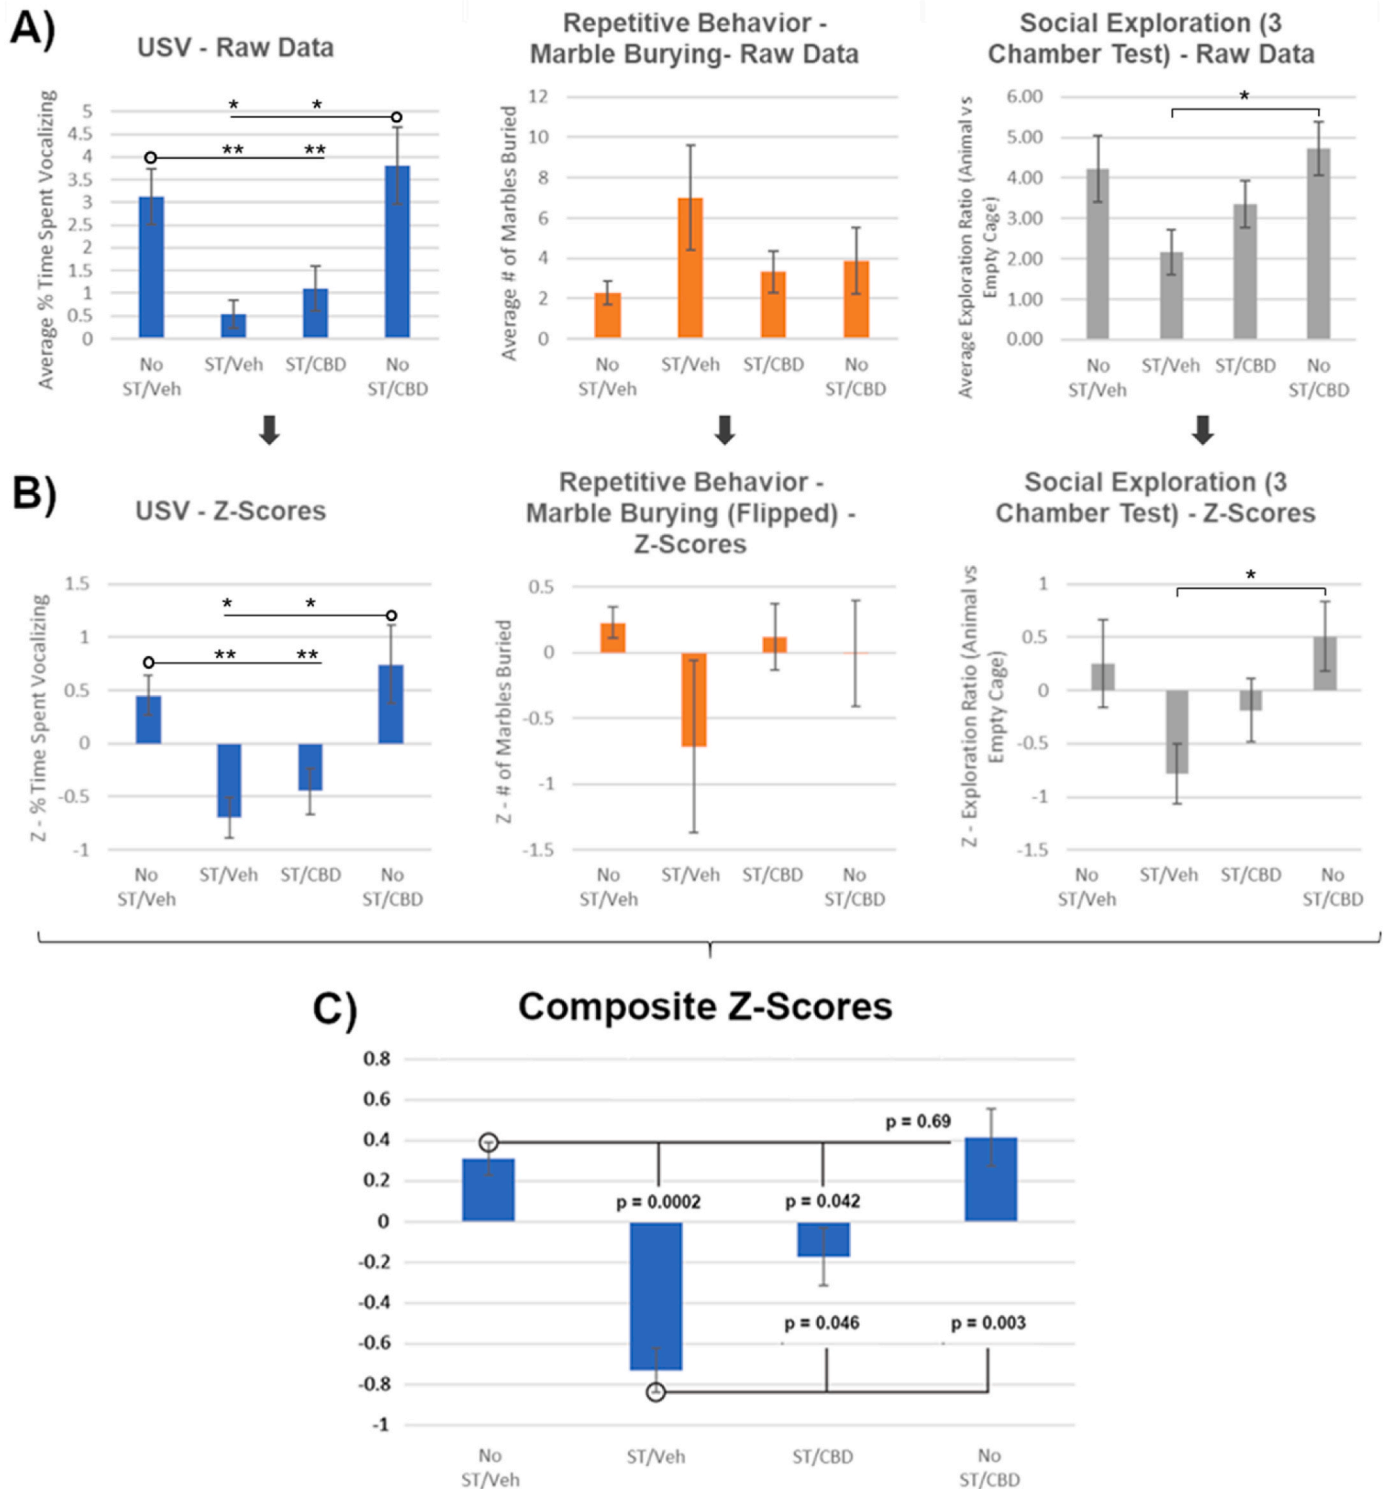 A)
USV - Raw Data
Average % Time Spent Vocalizing
5
4.5
4
3.5
3
2.5
2
1.5
1
0.5
0
* *
** **
No
ST/Veh
ST/Veh
ST/CBD
No
ST/CBD
Repetitive Behavior -
Marble Burying- Raw Data
Average # of Marbles Buried
12
10
8
6
4
2
0
No
ST/Veh
ST/Veh
ST/CBD
No
ST/CBD
Social Exploration (3
Chamber Test) - Raw Data
Average Exploration Ratio (Animal vs
Empty Cage)
6.00
5.00
4.00
3.00
2.00
1.00
0.00
*
No
ST/Veh
ST/Veh
ST/CBD
No
ST/CBD
B)
USV - Z-Scores
Z - % Time Spent Vocalizing
1.5
1
0.5
0
-0.5
-1
* *
** **
No
ST/Veh
ST/Veh
ST/CBD
No
ST/CBD
Repetitive Behavior -
Marble Burying (Flipped) -
Z-Scores
Z - # of Marbles Buried
0.5
0
-0.5
-1
-1.5
No
ST/Veh
ST/Veh
ST/CBD
No
ST/CBD
Social Exploration (3
Chamber Test) - Z-Scores
Z - Exploration Ratio (Animal vs
Empty Cage)
1
0.5
0
-0.5
-1
-1.5
*
No
ST/Veh
ST/Veh
ST/CBD
No
ST/CBD
C)
Composite Z-Scores
0.8
0.6
0.4
0.2
0
-0.2
-0.4
-0.6
-0.8
-1
p = 0.69
p = 0.0002
p = 0.042
p = 0.046
p = 0.003
No
ST/Veh
ST/Veh
ST/CBD
No
ST/CBD